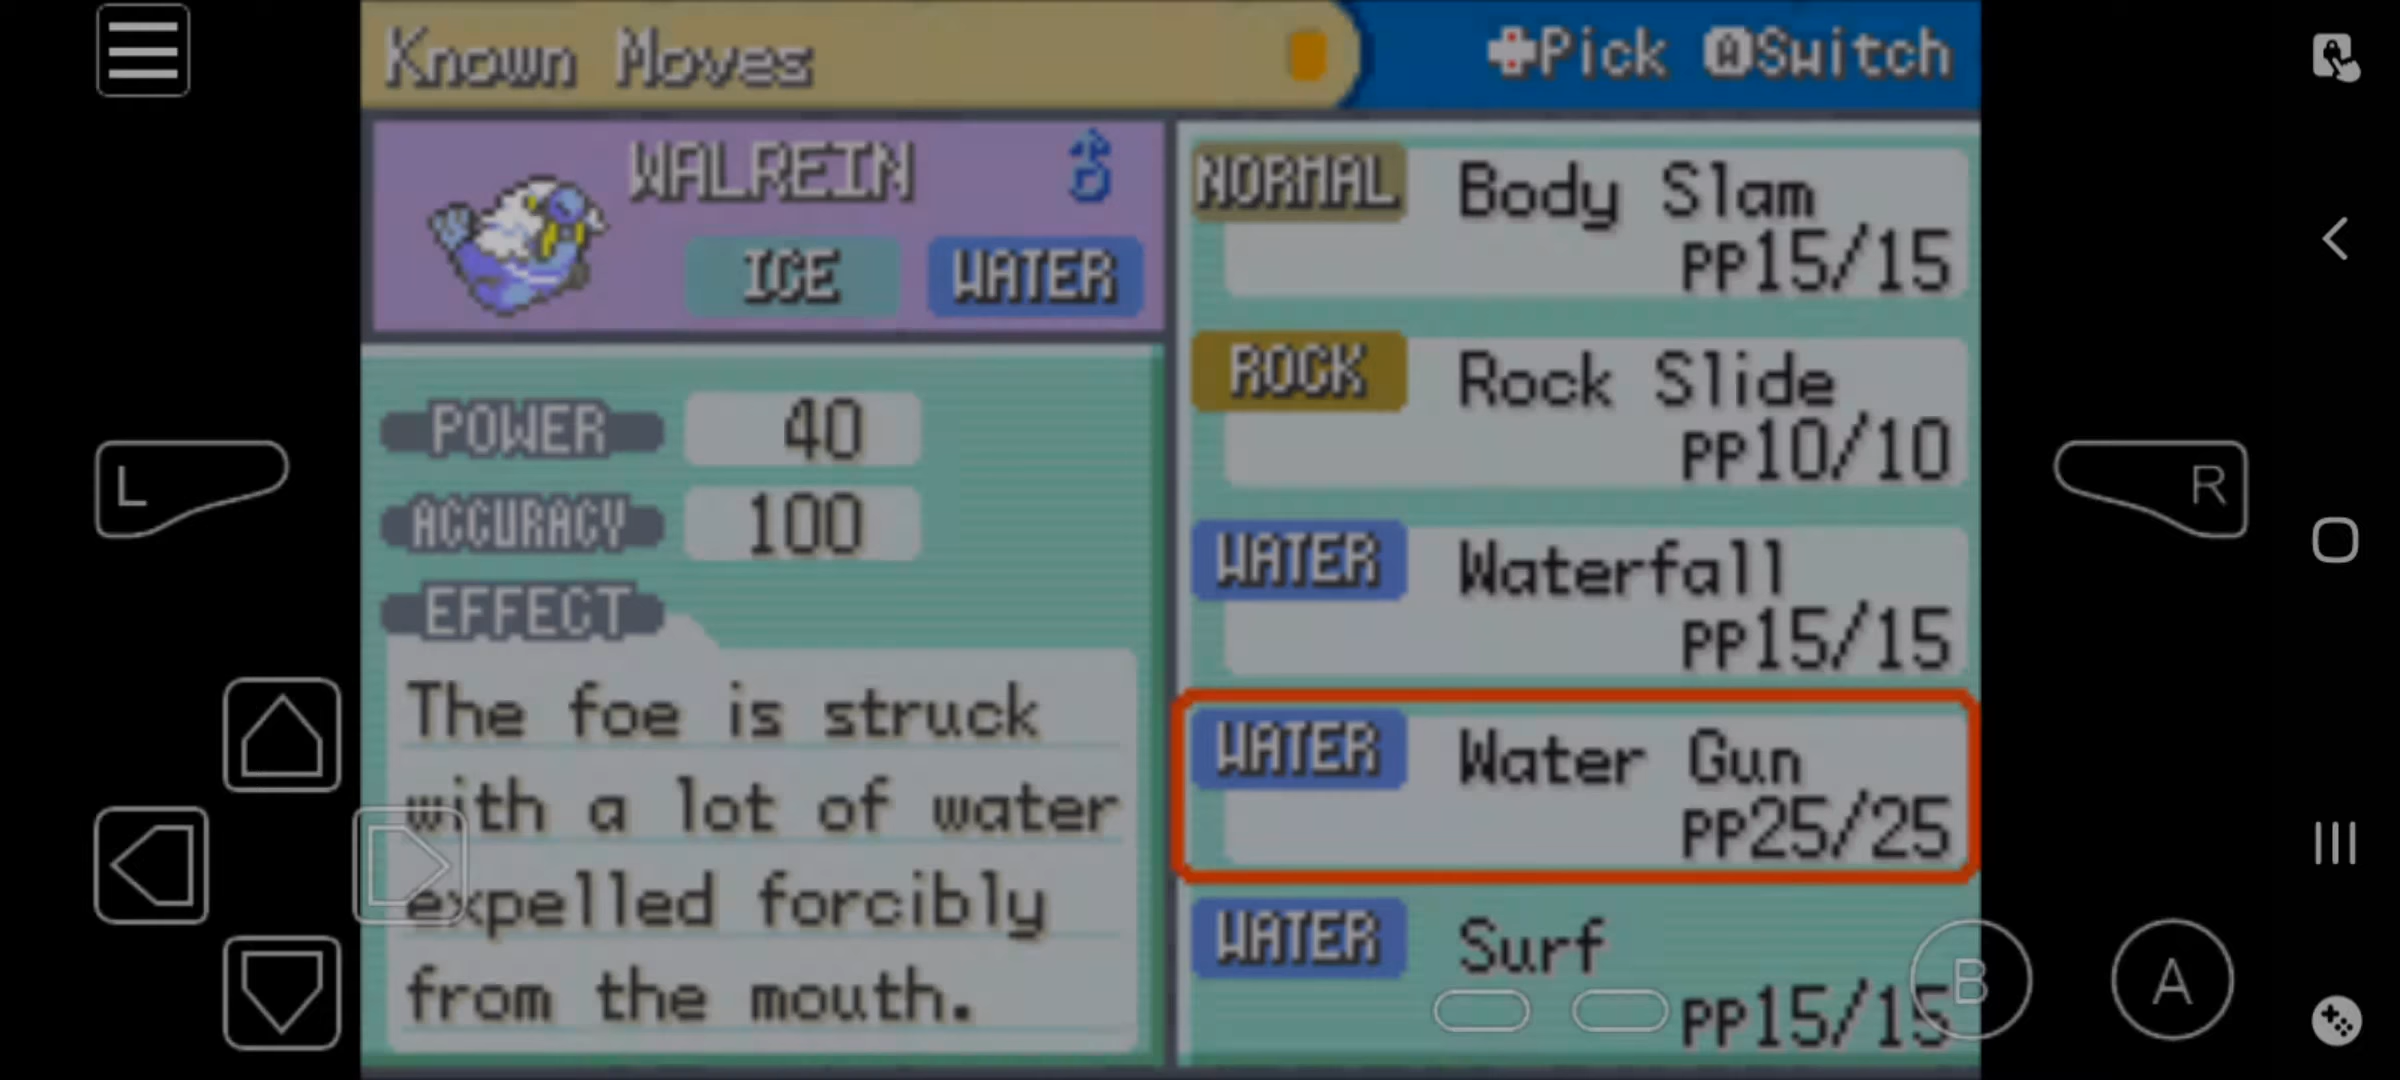 Known Moves
Pick A Switch
WALREIN
ICE WATER
POWER 40
ACCURACY 100
EFFECT
The foe is struck
with a lot of water
expelled forcibly
from the mouth.
NORMAL Body Slam
PP15/15
ROCK Rock Slide
PP10/10
WATER Waterfall
PP15/15
WATER Water Gun
PP25/25
WATER Surf
PP15/15
L
R
B
A